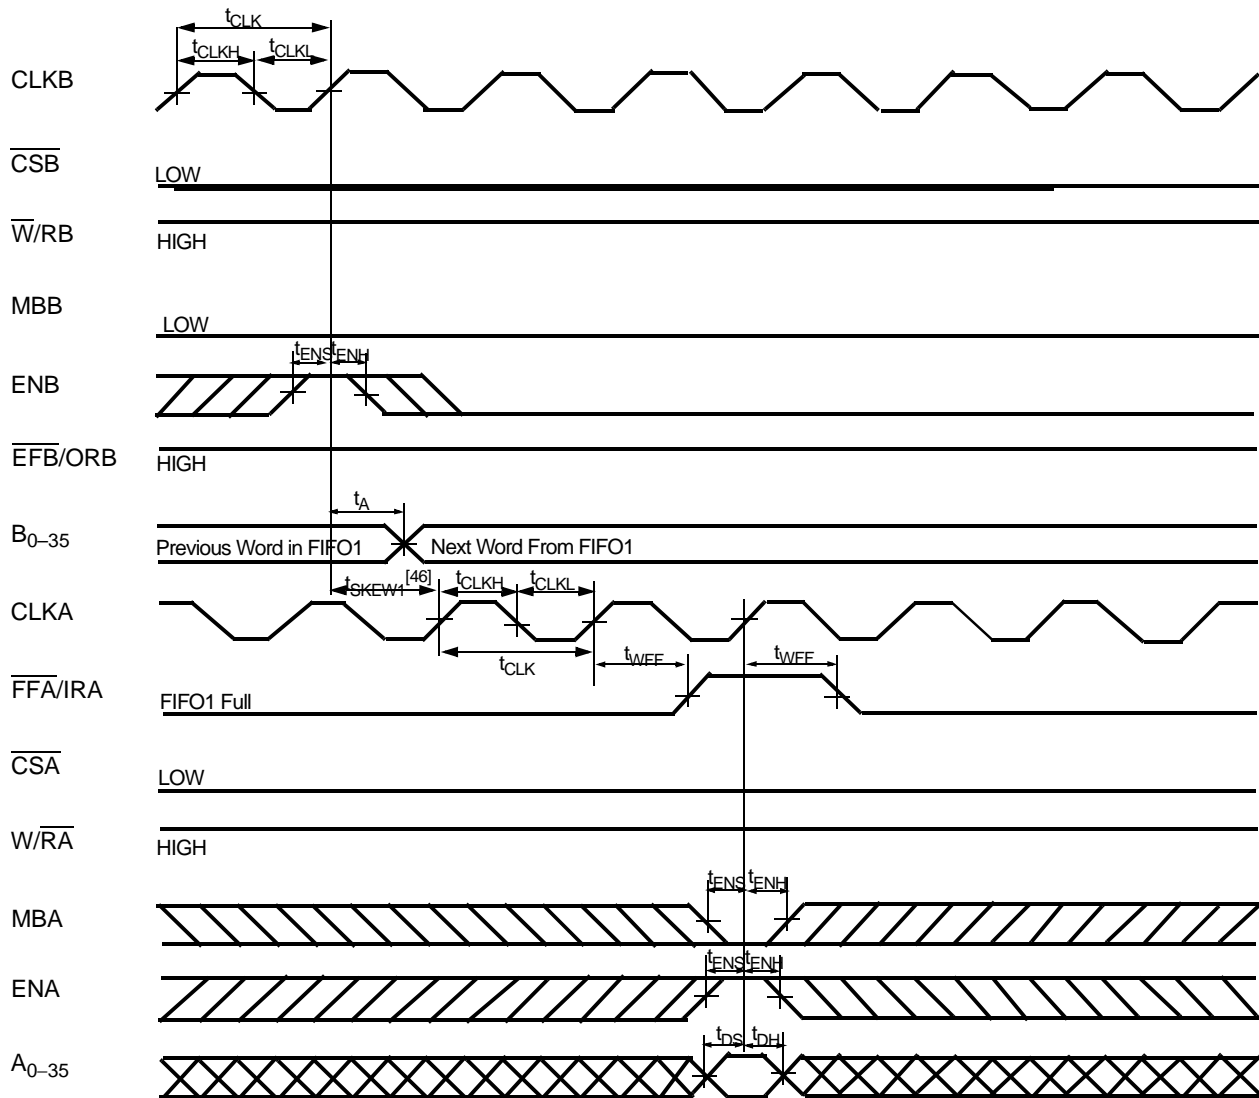 tCLK
tCLKH tCLKL
CLKB
CSB
LOW
W/RB
HIGH
MBB
LOW
tENS tENH
ENB
EFB/ORB
HIGH
tA
B0–35
Previous Word in FIFO1 Next Word From FIFO1
tSKEW1[46] tCLKH tCLKL
CLKA
tCLK tWFF tWFF
FFA/IRA
FIFO1 Full
CSA
LOW
W/RA
HIGH
tENS tENH
MBA
tENS tENH
ENA
tDS tDH
A0–35